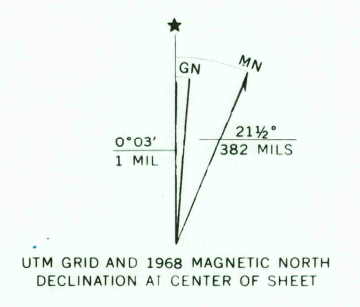 GN
MN
0°03'
1 MIL
21½°
382 MILS
UTM GRID AND 1968 MAGNETIC NORTH
DECLINATION AT CENTER OF SHEET